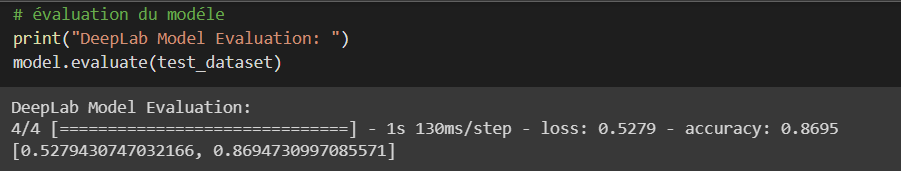 # évaluation du modéle
print("DeepLab Model Evaluation: ")
model.evaluate(test_dataset)
DeepLab Model Evaluation:
4/4 [==============================] - 1s 130ms/step - loss: 0.5279 - accuracy: 0.8695
[0.5279430747032166, 0.8694730997085571]